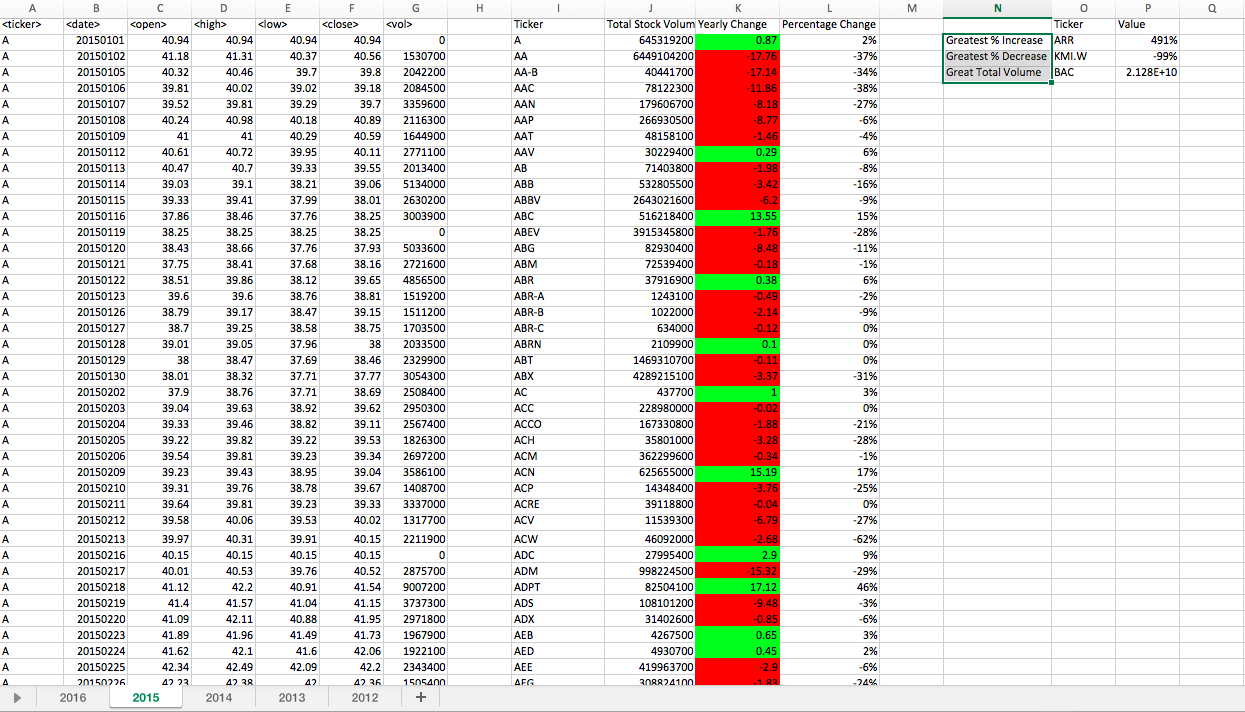 A B C D E F G H I J K L M N O P Q
<ticker> <date> <open> <high> <low> <close> <vol> Ticker Total Stock Volum Yearly Change Percentage Change Ticker Value
A 20150101 40.94 40.94 40.94 40.94 0 A 645319200 0.87 2% Greatest % Increase ARR 491%
A 20150102 41.18 41.31 40.37 40.56 1530700 AA 6449104200 -17.76 -37% Greatest % Decrease KMI.W -99%
A 20150105 40.32 40.46 39.7 39.8 2042200 AA-B 40441700 -17.14 -34% Great Total Volume BAC 2.128E+10
A 20150106 39.81 40.02 39.02 39.18 2084500 AAC 78122300 -11.86 -38%
A 20150107 39.52 39.81 39.29 39.7 3359600 AAN 179606700 -8.18 -27%
A 20150108 40.24 40.98 40.18 40.89 2116300 AAP 266930500 -8.77 -6%
A 20150109 41 41 40.29 40.59 1644900 AAT 48158100 -1.46 -4%
A 20150112 40.61 40.72 39.95 40.11 2771100 AAV 30229400 0.29 6%
A 20150113 40.47 40.7 39.33 39.55 2013400 AB 71403800 -1.98 -8%
A 20150114 39.03 39.1 38.21 39.06 5134000 ABB 532805500 -3.42 -16%
A 20150115 39.33 39.41 37.99 38.01 2630200 ABBV 2643021600 -6.2 -9%
A 20150116 37.86 38.46 37.76 38.25 3003900 ABC 516218400 13.55 15%
A 20150119 38.25 38.25 38.25 38.25 0 ABEV 3915345800 -1.76 -28%
A 20150120 38.43 38.66 37.76 37.93 5033600 ABG 82930400 -8.48 -11%
A 20150121 37.75 38.41 37.68 38.16 2721600 ABM 72539400 -0.18 -1%
A 20150122 38.51 39.86 38.12 39.65 4856500 ABR 37916900 0.38 6%
A 20150123 39.6 39.6 38.76 38.81 1519200 ABR-A 1243100 -0.49 -2%
A 20150126 38.79 39.17 38.47 39.15 1511200 ABR-B 1022000 -2.14 -9%
A 20150127 38.7 39.25 38.58 38.75 1703500 ABR-C 634000 -0.12 0%
A 20150128 39.01 39.05 37.96 38 2033500 ABRN 2109900 0.1 0%
A 20150129 38 38.47 37.69 38.46 2329900 ABT 1469310700 -0.11 0%
A 20150130 38.01 38.32 37.71 37.77 3054300 ABX 4289215100 -3.37 -31%
A 20150202 37.9 38.76 37.71 38.69 2508400 AC 437700 1 3%
A 20150203 39.04 39.63 38.92 39.62 2950300 ACC 228980000 -0.02 0%
A 20150204 39.33 39.46 38.82 39.11 2567400 ACCO 167330800 -1.88 -21%
A 20150205 39.22 39.82 39.22 39.53 1826300 ACH 35801000 -3.28 -28%
A 20150206 39.54 39.81 39.23 39.34 2697200 ACM 362299600 -0.34 -1%
A 20150209 39.23 39.43 38.95 39.04 3586100 ACN 625655000 15.19 17%
A 20150210 39.31 39.76 38.78 39.67 1408700 ACP 14348400 -3.76 -25%
A 20150211 39.64 39.81 39.23 39.33 3337000 ACRE 39118800 -0.04 0%
A 20150212 39.58 40.06 39.53 40.02 1317700 ACV 11539300 -6.79 -27%
A 20150213 39.97 40.31 39.91 40.15 2211900 ACW 46092000 -2.68 -62%
A 20150216 40.15 40.15 40.15 40.15 0 ADC 27995400 2.9 9%
A 20150217 40.01 40.53 39.76 40.52 2875700 ADM 998224500 -15.32 -29%
A 20150218 41.12 42.2 40.91 41.54 9007200 ADPT 82504100 17.12 46%
A 20150219 41.4 41.57 41.04 41.15 3737300 ADS 108101200 -9.48 -3%
A 20150220 41.09 42.11 40.88 41.95 2971800 ADX 31402600 -0.85 -6%
A 20150223 41.89 41.96 41.49 41.73 1967900 AEB 4267500 0.65 3%
A 20150224 41.62 42.1 41.6 42.06 1922100 AED 4930700 0.45 2%
A 20150225 42.34 42.49 42.09 42.2 2343400 AEE 419963700 -2.9 -6%
A 20150226 42.23 42.38 42 42.36 1505400 AEG 308824100 -1.83 -24%
2016 2015 2014 2013 2012 +